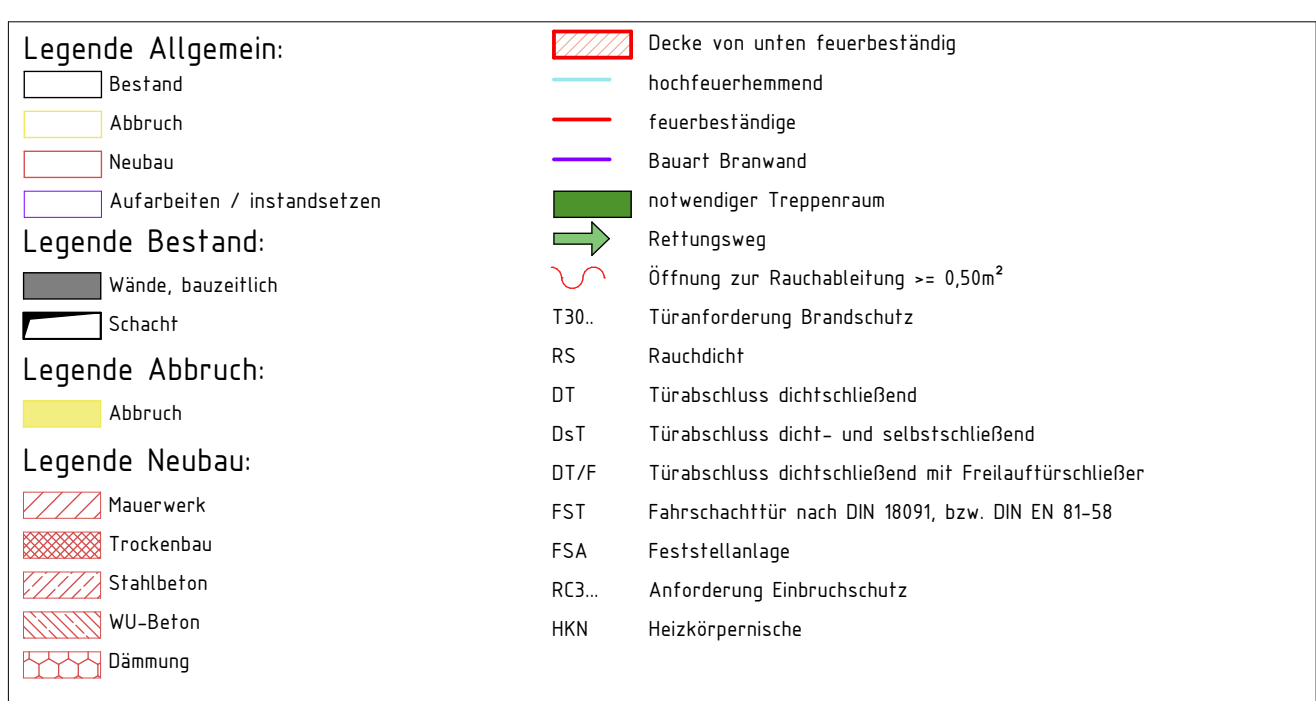 Legende Allgemein:
Bestand
Abbruch
Neubau
Aufarbeiten / instandsetzen
Legende Bestand:
Wände, bauzeitlich
Schacht
Legende Abbruch:
Abbruch
Legende Neubau:
Mauerwerk
Trockenbau
Stahlbeton
WU-Beton
Dämmung
Decke von unten feuerbeständig
hochfeuerhemmend
feuerbeständige
Bauart Branwand
notwendiger Treppenraum
Rettungsweg
Öffnung zur Rauchableitung >= 0,50m²
T30.. Türanforderung Brandschutz
RS Rauchdicht
DT Türabschluss dichtschließend
DsT Türabschluss dicht- und selbstschließend
DT/F Türabschluss dichtschließend mit Freilauftürschließer
FST Fahrschachttür nach DIN 18091, bzw. DIN EN 81-58
FSA Feststellanlage
RC3... Anforderung Einbruchschutz
HKN Heizkörpernische